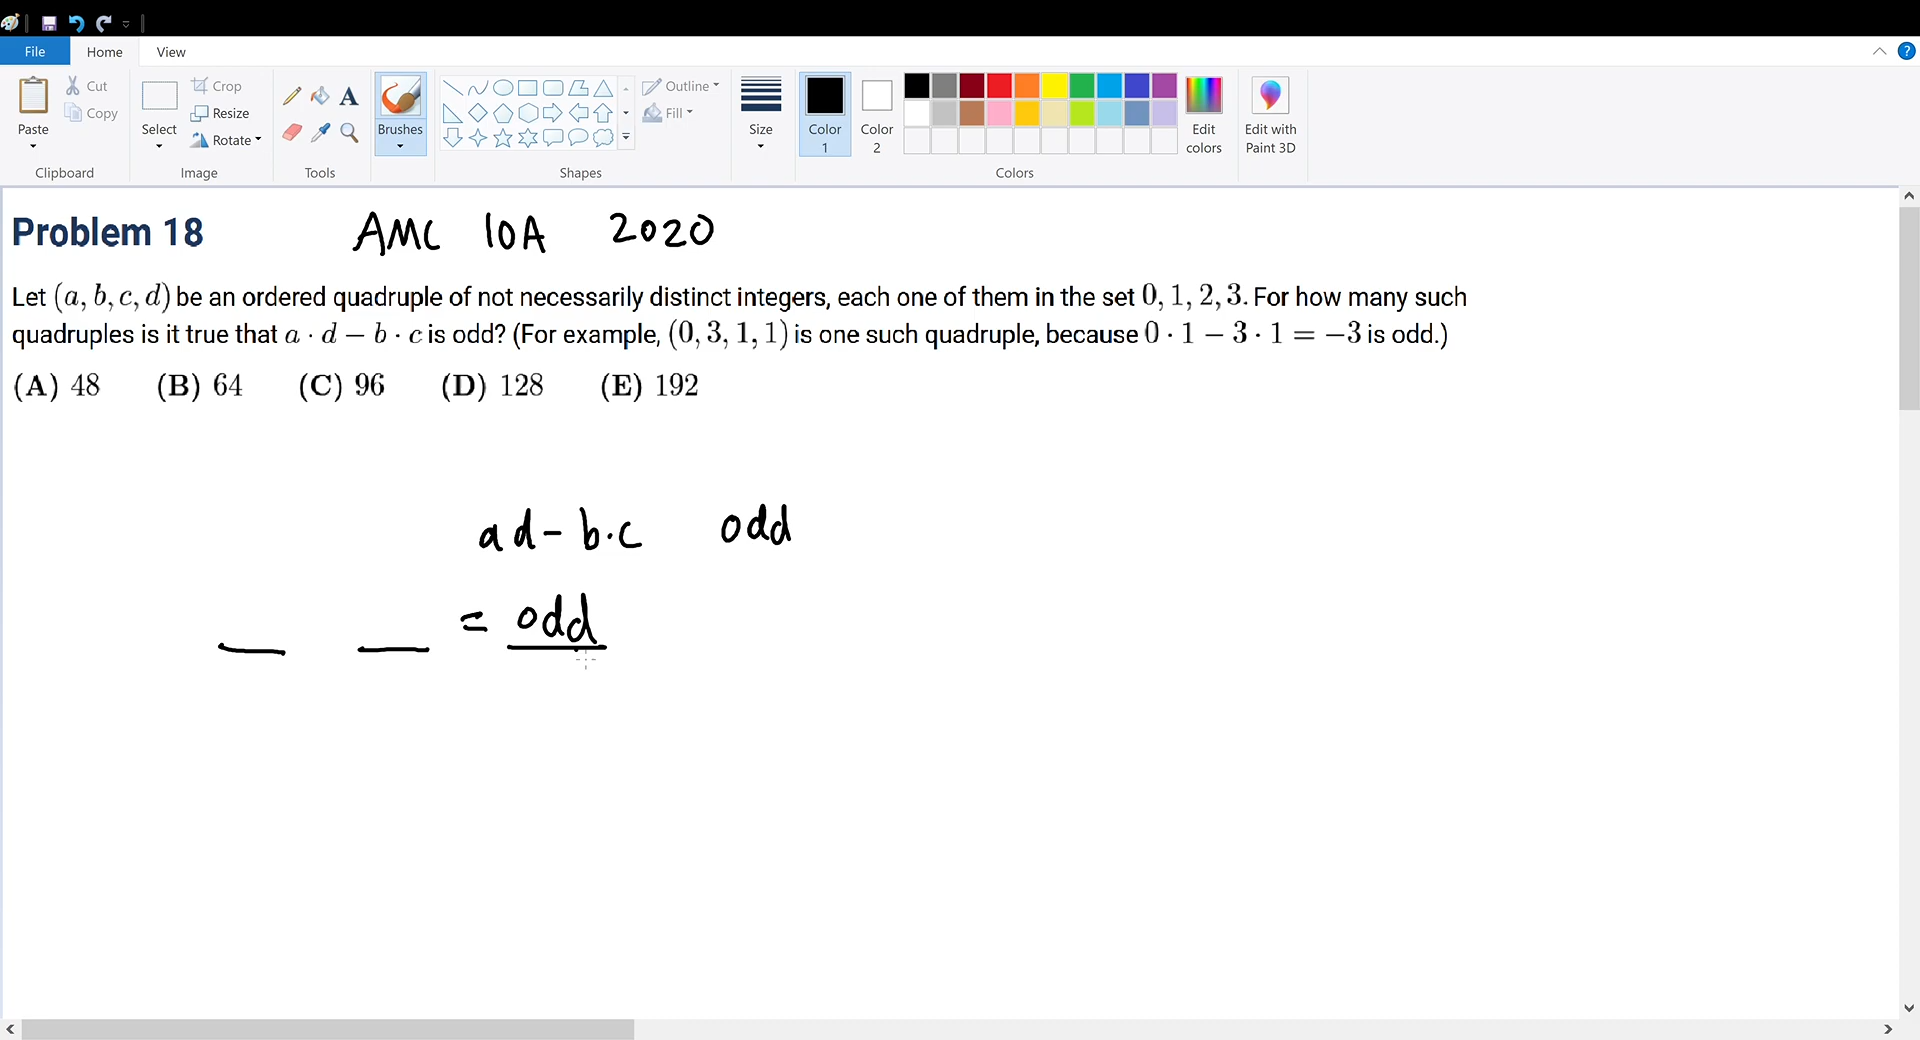 File Home View
Paste
Cut
Copy
Clipboard
Select
Crop
Resize
Rotate
Image
A
Tools
Brushes
Shapes
Outline
Fill
Size
Color 1
Color 2
Edit colors
Edit with Paint 3D
Colors
?
Problem 18 AMC 10A 2020
Let (a, b, c, d) be an ordered quadruple of not necessarily distinct integers, each one of them in the set 0, 1, 2, 3. For how many such
quadruples is it true that a · d − b · c is odd? (For example, (0, 3, 1, 1) is one such quadruple, because 0 · 1 − 3 · 1 = −3 is odd.)
(A) 48 (B) 64 (C) 96 (D) 128 (E) 192
ad − b·c odd
= odd